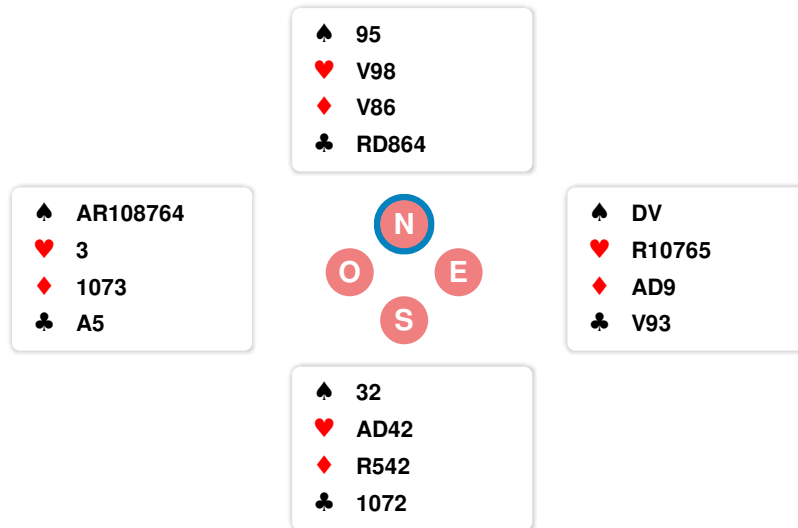 ♠ 95
♥ V98
♦ V86
♣ RD864
♠ AR108764
♥ 3
♦ 1073
♣ A5
N
O
E
S
♠ DV
♥ R10765
♦ AD9
♣ V93
♠ 32
♥ AD42
♦ R542
♣ 1072